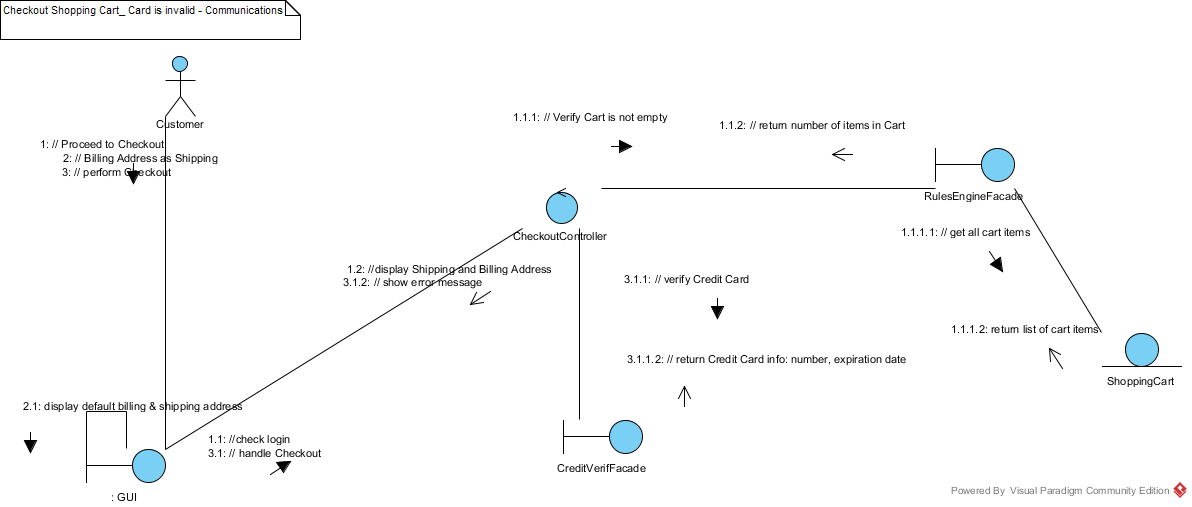 Checkout Shopping Cart_ Card is invalid - Communications
Customer
1: // Proceed to Checkout
2: // Billing Address as Shipping
3: // perform Checkout
1.1.1: // Verify Cart is not empty
1.1.2: // return number of items in Cart
RulesEngineFacade
CheckoutController
1.1.1.1: // get all cart items
1.2: //display Shipping and Billing Address
3.1.2: // show error message
3.1.1: // verify Credit Card
1.1.1.2: return list of cart items
3.1.1.2: // return Credit Card info: number, expiration date
ShoppingCart
2.1: display default billing & shipping address
1.1: //check login
3.1: // handle Checkout
CreditVerifFacade
: GUI
Powered By Visual Paradigm Community Edition